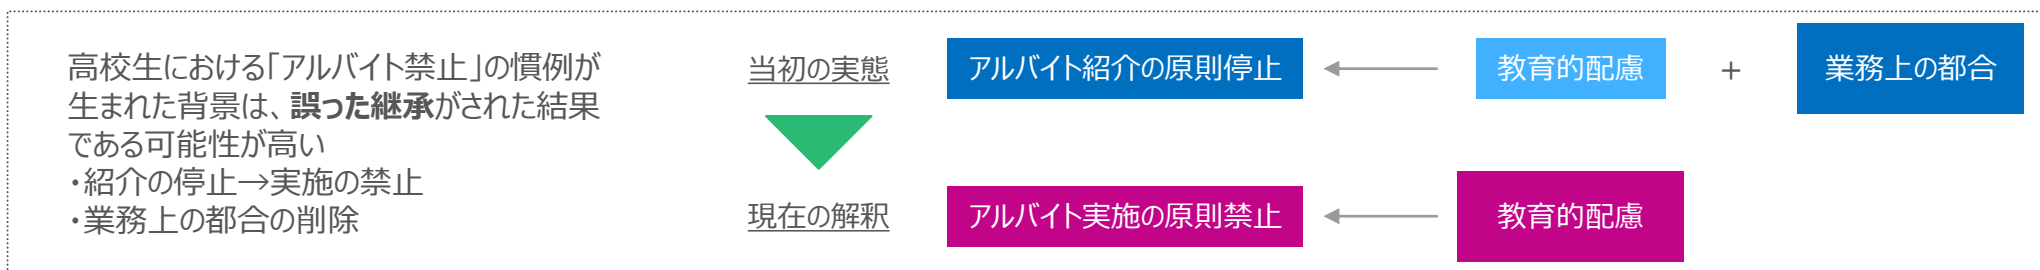 高校生における「アルバイト禁止」の慣例が
生まれた背景は、誤った継承がされた結果
である可能性が高い
・紹介の停止→実施の禁止
・業務上の都合の削除
当初の実態
アルバイト紹介の原則停止
教育的配慮
+
業務上の都合
現在の解釈
アルバイト実施の原則禁止
教育的配慮